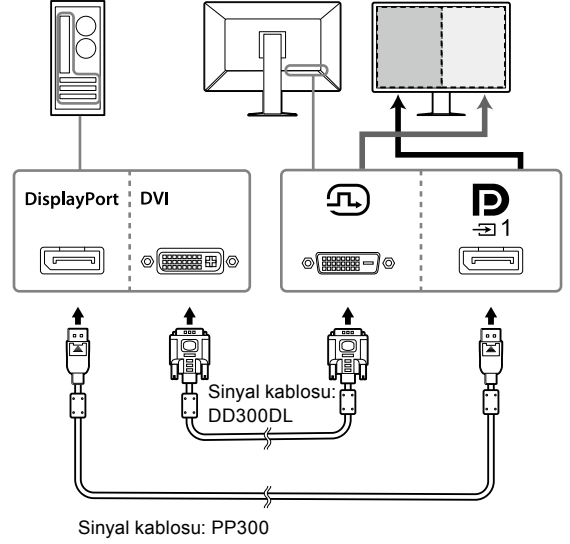 DisplayPort
DVI
1
Sinyal kablosu:
DD300DL
Sinyal kablosu: PP300